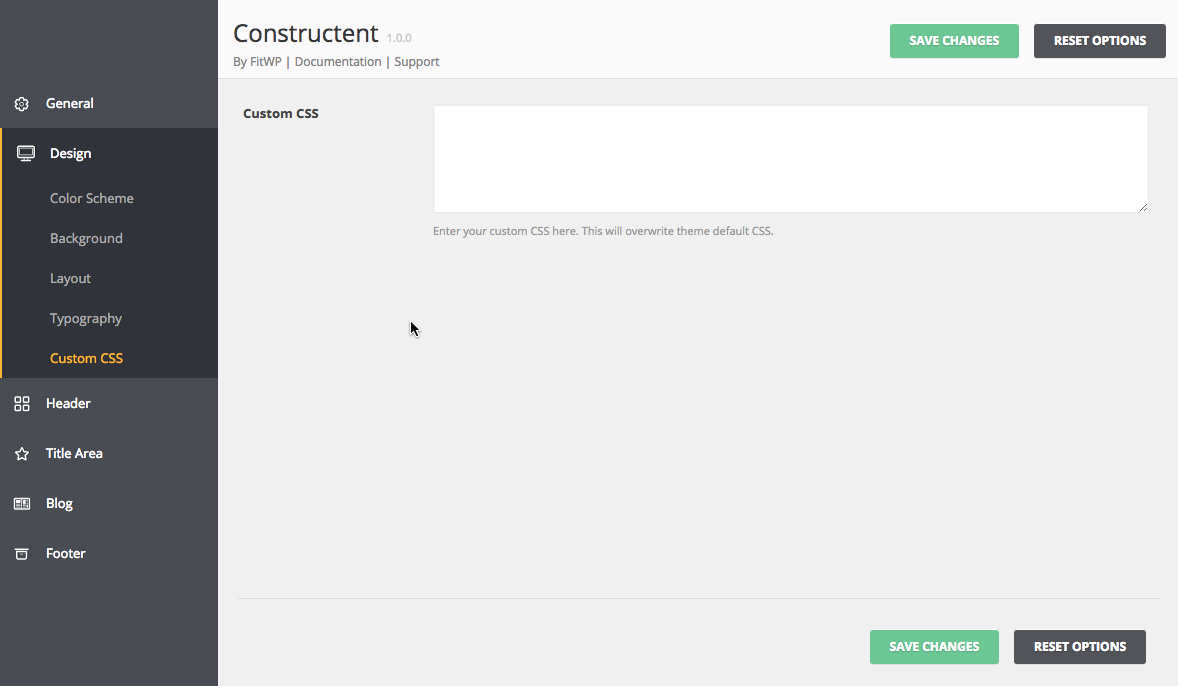 Constructent 1.0.0
By FitWP | Documentation | Support
SAVE CHANGES
RESET OPTIONS
General
Design
Color Scheme
Background
Layout
Typography
Custom CSS
Header
Title Area
Blog
Footer
Custom CSS
Enter your custom CSS here. This will overwrite theme default CSS.
SAVE CHANGES
RESET OPTIONS